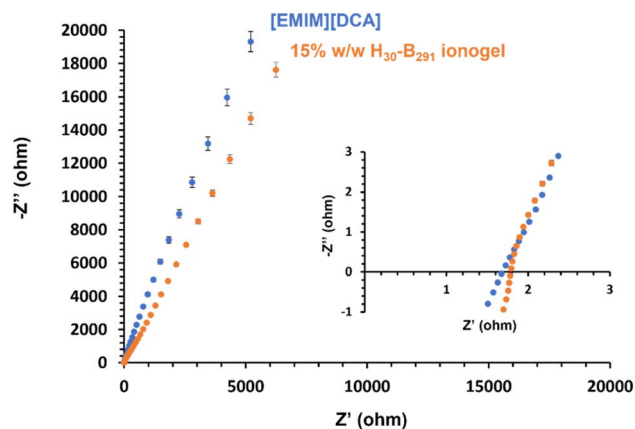 [EMIM][DCA]
15% w/w H₃₀-B₂₉₁ ionogel
-Z'' (ohm)
20000
18000
16000
14000
12000
10000
8000
6000
4000
2000
0
0 5000 10000 15000 20000
Z' (ohm)
-Z'' (ohm)
3
2
1
0
-1
1 2 3
Z' (ohm)